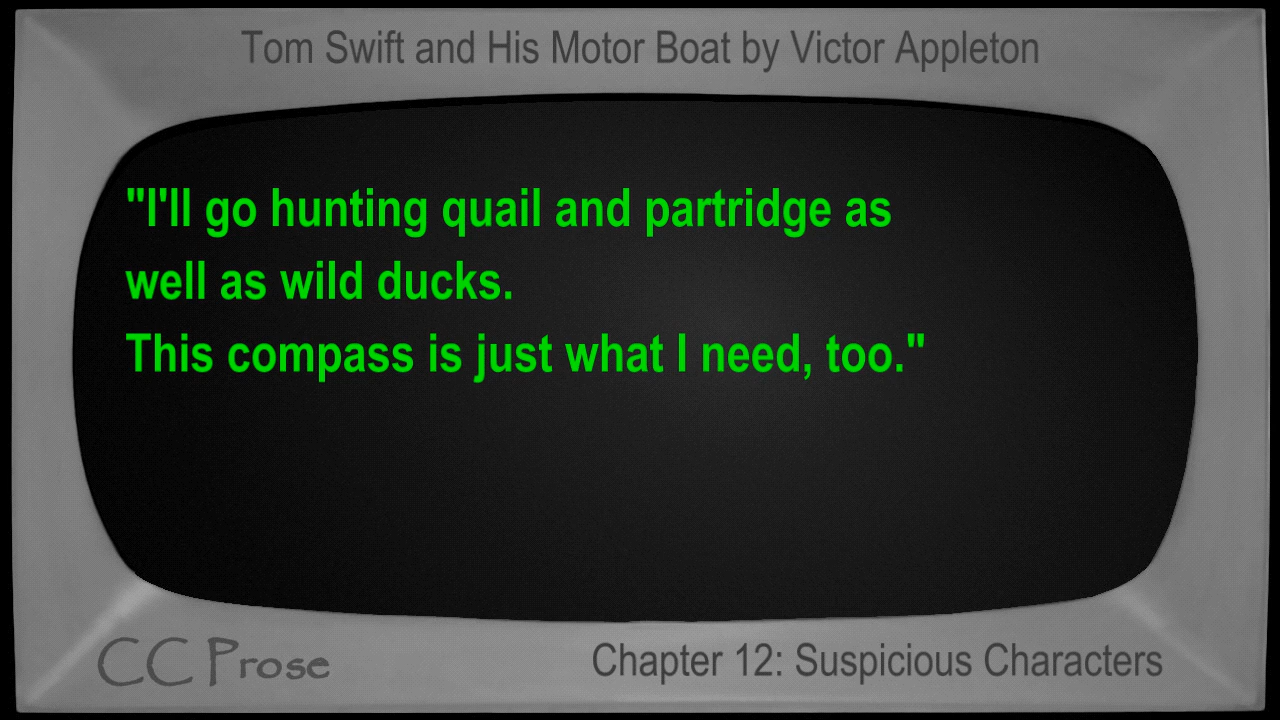 Tom Swift and His Motor Boat by Victor Appleton
"I'll go hunting quail and partridge as
well as wild ducks.
This compass is just what I need, too."
CC Prose
Chapter 12: Suspicious Characters